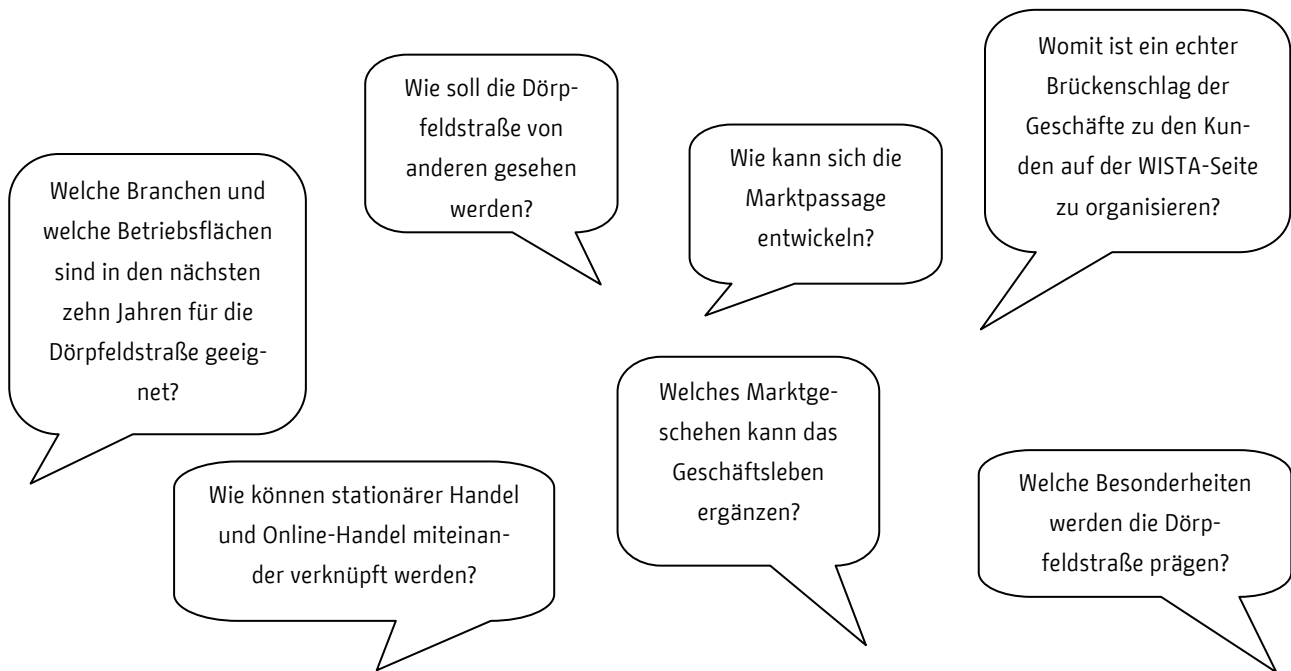 Womit ist ein echter
Brückenschlag der
Geschäfte zu den Kun-
den auf der WISTA-Seite
zu organisieren?
Wie soll die Dörp-
feldstraße von
anderen gesehen
werden?
Wie kann sich die
Marktpassage
entwickeln?
Welche Branchen und
welche Betriebsflächen
sind in den nächsten
zehn Jahren für die
Dörpfeldstraße geeig-
net?
Welches Marktge-
schehen kann das
Geschäftsleben
ergänzen?
Wie können stationärer Handel
und Online-Handel miteinan-
der verknüpft werden?
Welche Besonderheiten
werden die Dörp-
feldstraße prägen?